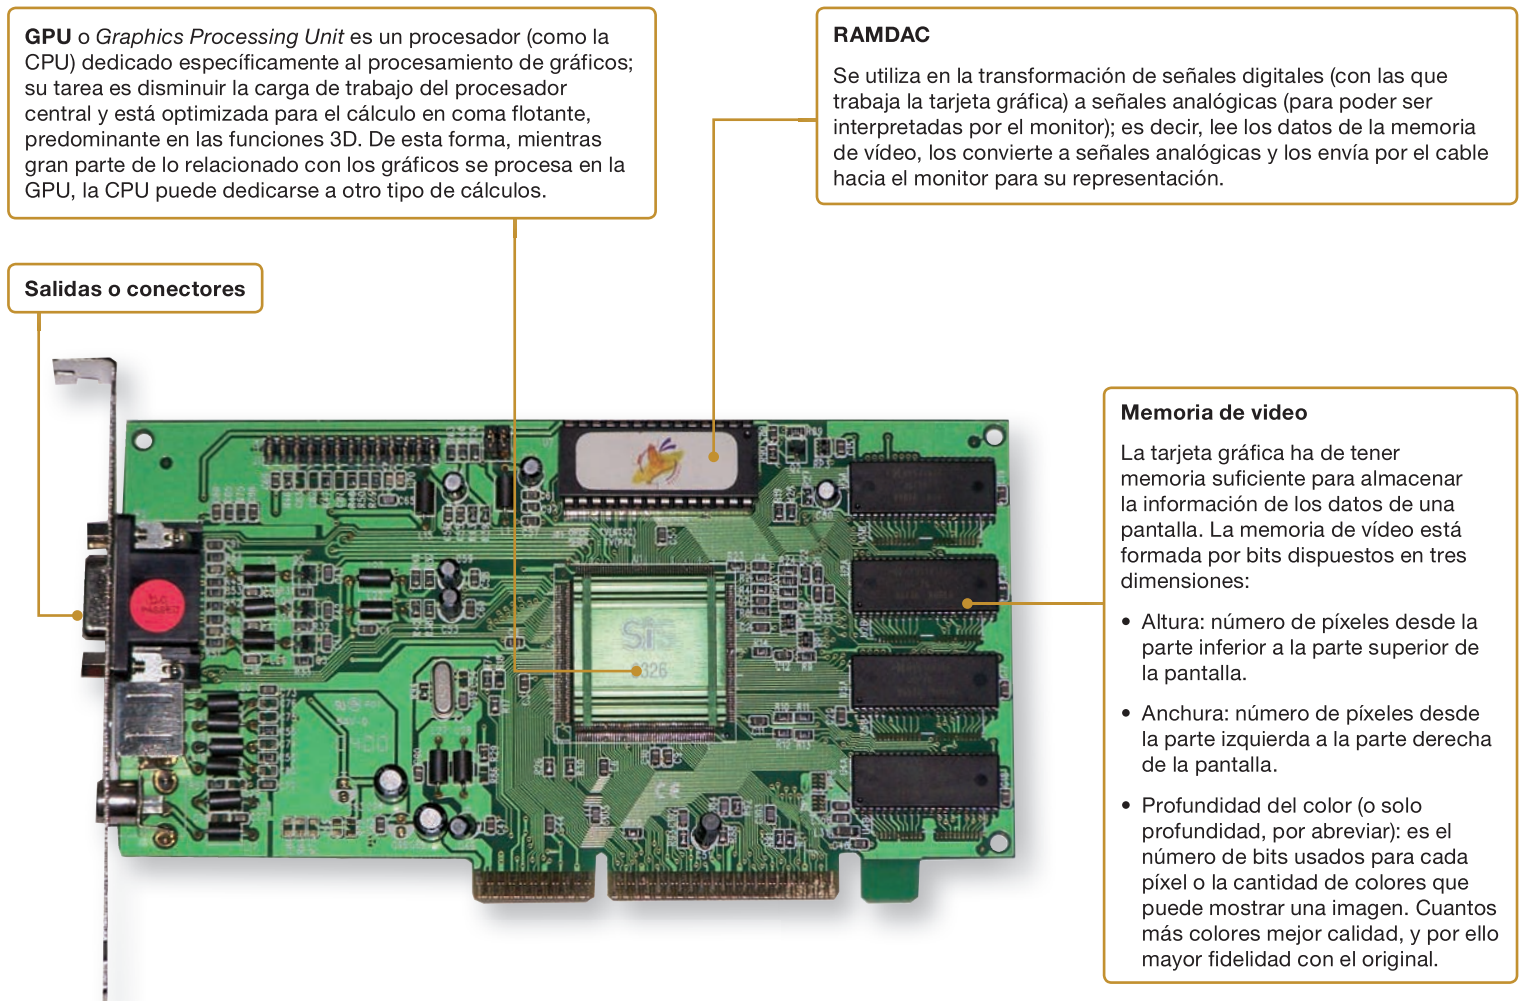 GPU o Graphics Processing Unit es un procesador (como la
CPU) dedicado específicamente al procesamiento de gráficos;
su tarea es disminuir la carga de trabajo del procesador
central y está optimizada para el cálculo en coma flotante,
predominante en las funciones 3D. De esta forma, mientras
gran parte de lo relacionado con los gráficos se procesa en la
GPU, la CPU puede dedicarse a otro tipo de cálculos.
RAMDAC
Se utiliza en la transformación de señales digitales (con las que
trabaja la tarjeta gráfica) a señales analógicas (para poder ser
interpretadas por el monitor); es decir, lee los datos de la memoria
de vídeo, los convierte a señales analógicas y los envía por el cable
hacia el monitor para su representación.
Salidas o conectores
Memoria de video
La tarjeta gráfica ha de tener
memoria suficiente para almacenar
la información de los datos de una
pantalla. La memoria de vídeo está
formada por bits dispuestos en tres
dimensiones:
• Altura: número de píxeles desde la
parte inferior a la parte superior de
la pantalla.
• Anchura: número de píxeles desde
la parte izquierda a la parte derecha
de la pantalla.
• Profundidad del color (o solo
profundidad, por abreviar): es el
número de bits usados para cada
píxel o la cantidad de colores que
puede mostrar una imagen. Cuantos
más colores mejor calidad, y por ello
mayor fidelidad con el original.
SiS
CE